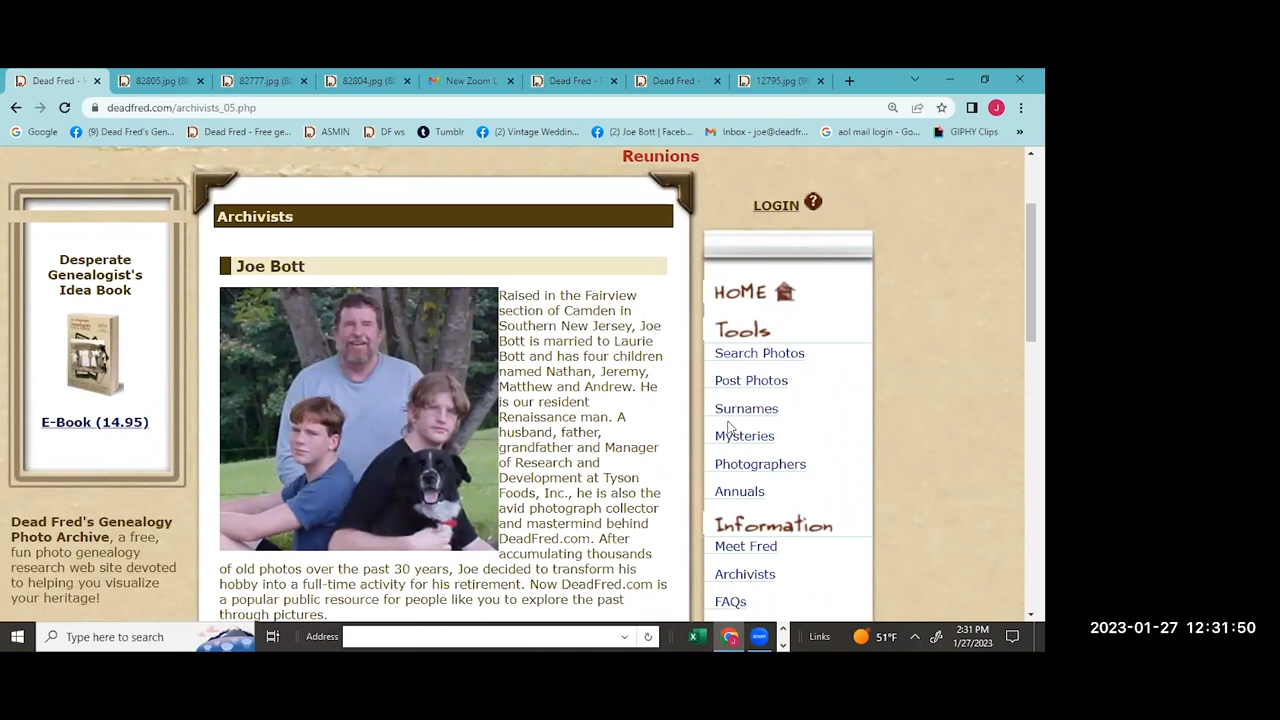 Dead Fred - F
82805.jpg (80
82777.jpg (80
82804.jpg (80
New Zoom L
Dead Fred - F
Dead Fred - "
12795.jpg (99
deadfred.com/archivists_05.php
Google
(9) Dead Fred's Gen...
Dead Fred - Free ge...
ASMIN
DF ws
Tumblr
(2) Vintage Weddin...
(2) Joe Bott | Faceb...
Inbox - joe@deadfr...
aol mail login - Go...
GIPHY Clips
»
Reunions
Desperate
Genealogist's
Idea Book
E-Book (14.95)
Dead Fred's Genealogy
Photo Archive, a free,
fun photo genealogy
research web site devoted
to helping you visualize
your heritage!
Archivists
Joe Bott
Raised in the Fairview
section of Camden in
Southern New Jersey, Joe
Bott is married to Laurie
Bott and has four children
named Nathan, Jeremy,
Matthew and Andrew. He
is our resident
Renaissance man. A
husband, father,
grandfather and Manager
of Research and
Development at Tyson
Foods, Inc., he is also the
avid photograph collector
and mastermind behind
DeadFred.com. After
accumulating thousands
of old photos over the past 30 years, Joe decided to transform his
hobby into a full-time activity for his retirement. Now DeadFred.com is
a popular public resource for people like you to explore the past
through pictures.
LOGIN ?
HOME
Tools
Search Photos
Post Photos
Surnames
Mysteries
Photographers
Annuals
Information
Meet Fred
Archivists
FAQs
Type here to search
Address
Links
51°F
2:31 PM
1/27/2023
2023-01-27 12:31:50